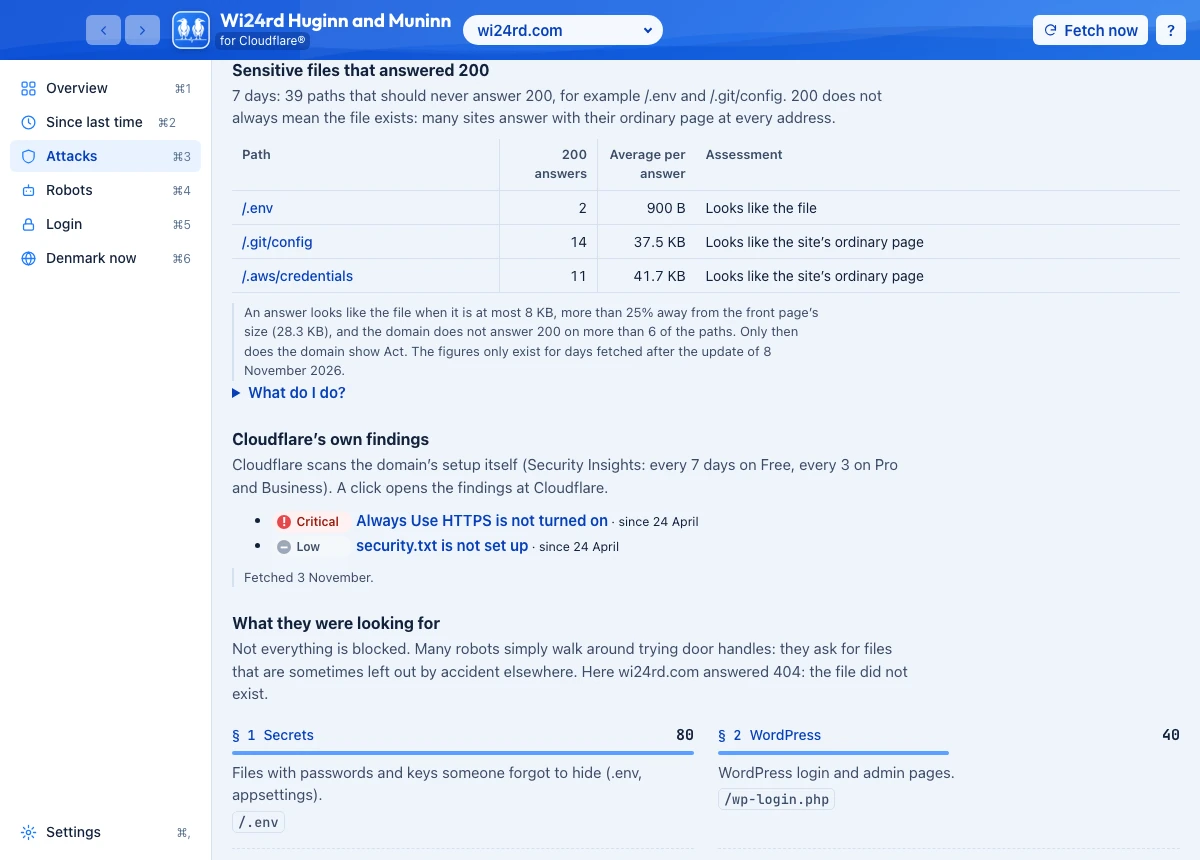 Wi24rd Huginn and Muninn
for Cloudflare®
wi24rd.com
Fetch now
?
Overview ⌘1
Since last time ⌘2
Attacks ⌘3
Robots ⌘4
Login ⌘5
Denmark now ⌘6
Settings ⌘,
Sensitive files that answered 200
7 days: 39 paths that should never answer 200, for example /.env and /.git/config. 200 does not
always mean the file exists: many sites answer with their ordinary page at every address.
Path 200 Average per Assessment
answers answer
/.env 2 900 B Looks like the file
/.git/config 14 37.5 KB Looks like the site’s ordinary page
/.aws/credentials 11 41.7 KB Looks like the site’s ordinary page
An answer looks like the file when it is at most 8 KB, more than 25% away from the front page’s
size (28.3 KB), and the domain does not answer 200 on more than 6 of the paths. Only then
does the domain show Act. The figures only exist for days fetched after the update of 8
November 2026.
What do I do?
Cloudflare’s own findings
Cloudflare scans the domain’s setup itself (Security Insights: every 7 days on Free, every 3 on Pro
and Business). A click opens the findings at Cloudflare.
• Critical Always Use HTTPS is not turned on · since 24 April
• Low security.txt is not set up · since 24 April
Fetched 3 November.
What they were looking for
Not everything is blocked. Many robots simply walk around trying door handles: they ask for files
that are sometimes left out by accident elsewhere. Here wi24rd.com answered 404: the file did not
exist.
§ 1 Secrets 80
Files with passwords and keys someone forgot to hide (.env,
appsettings).
/.env
§ 2 WordPress 40
WordPress login and admin pages.
/wp-login.php